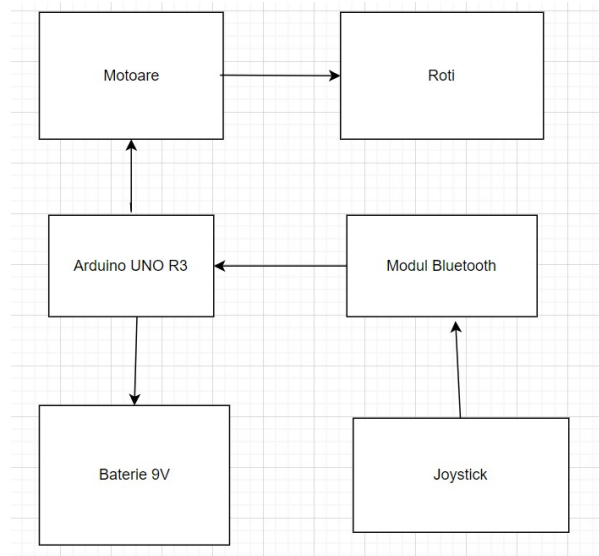 Motoare
Roti
Arduino UNO R3
Modul Bluetooth
Baterie 9V
Joystick